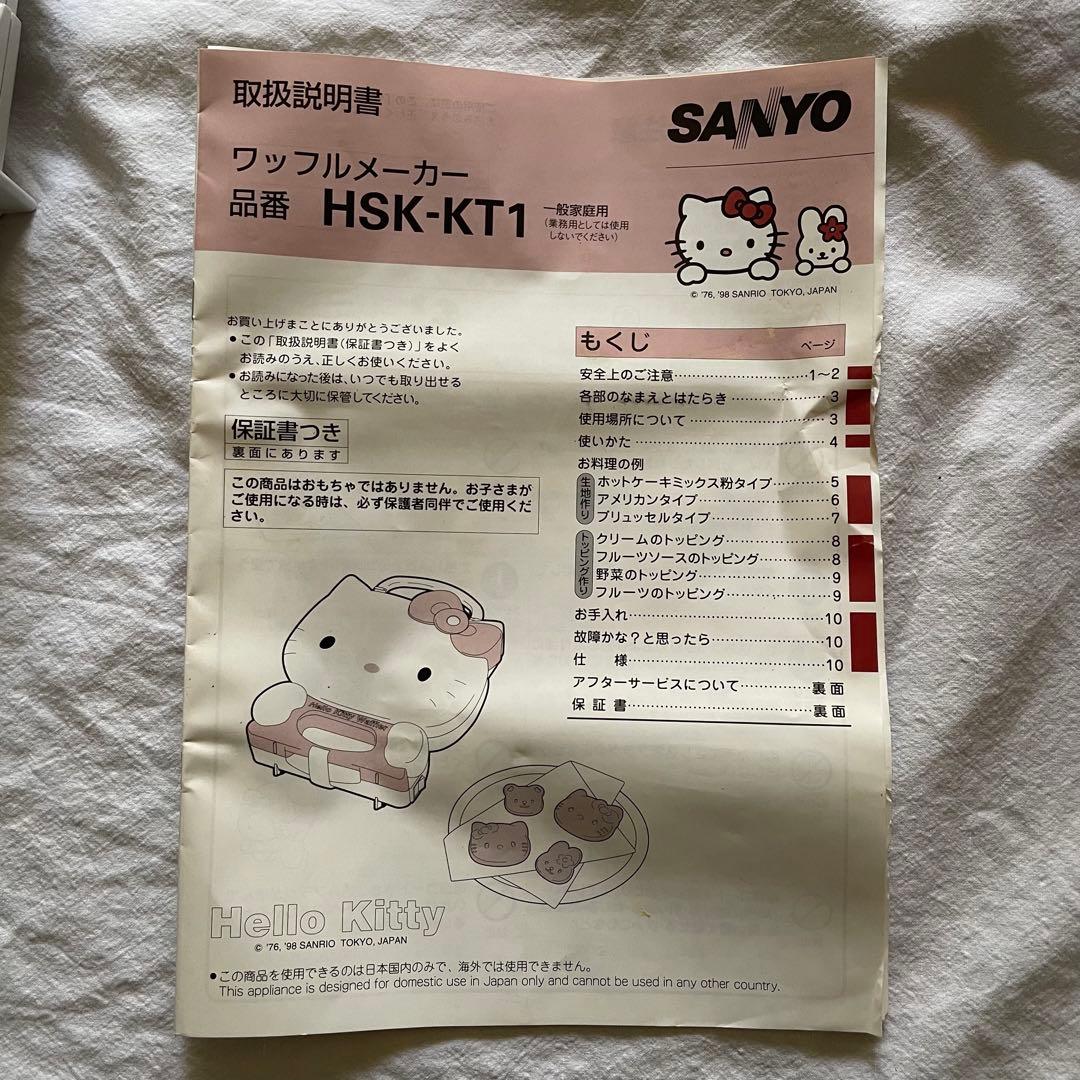 取扱説明書
SANYO
ワッフルメーカー
品番 HSK-KT1
一般家庭用
(業務用としては使用
しないでください)
© '76, '98 SANRIO TOKYO, JAPAN
お買い上げまことにありがとうございました。
●この「取扱説明書(保証書つき)」をよく
お読みのうえ、正しくお使いください。
●お読みになった後は、いつでも取り出せる
ところに大切に保管してください。
保証書つき
裏面にあります
この商品はおもちゃではありません。お子さまが
ご使用になる時は、必ず保護者同伴でご使用くだ
さい。
もくじ ページ
安全上のご注意 1〜2
各部のなまえとはたらき 3
使用場所について 3
使いかた 4
お料理の例
生地作り
ホットケーキミックス粉タイプ 5
アメリカンタイプ 6
ブリュッセルタイプ 7
トッピング作り
クリームのトッピング 8
フルーツソースのトッピング 8
野菜のトッピング 9
フルーツのトッピング 9
お手入れ 10
故障かな?と思ったら 10
仕様 10
アフターサービスについて 裏面
保証書 裏面
Hello Kitty Waffler
Hello Kitty
© '76, '98 SANRIO TOKYO, JAPAN
●この商品を使用できるのは日本国内のみで、海外では使用できません。
This appliance is designed for domestic use in Japan only and cannot be used in any other country.